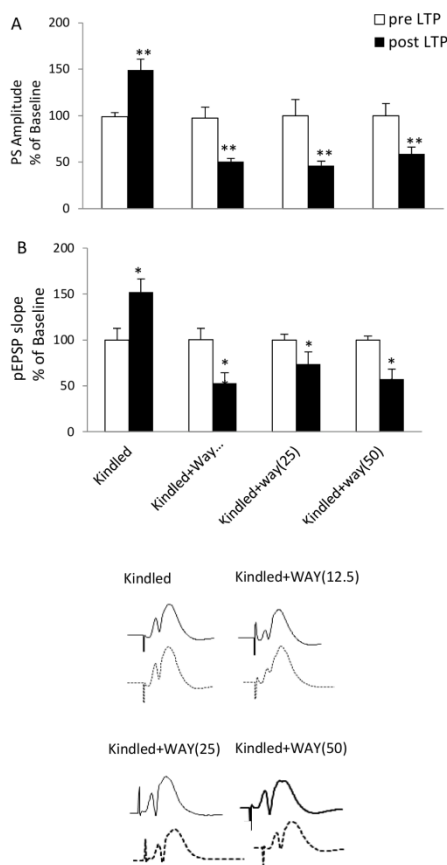 A
pre LTP
post LTP
PS Amplitude
% of Baseline
200
150
100
50
0
**
**
**
**
B
pEPSP slope
% of Baseline
200
150
100
50
0
*
*
*
*
Kindled
Kindled+Way...
Kindled+way(25)
Kindled+way(50)
Kindled
Kindled+WAY(12.5)
Kindled+WAY(25)
Kindled+WAY(50)